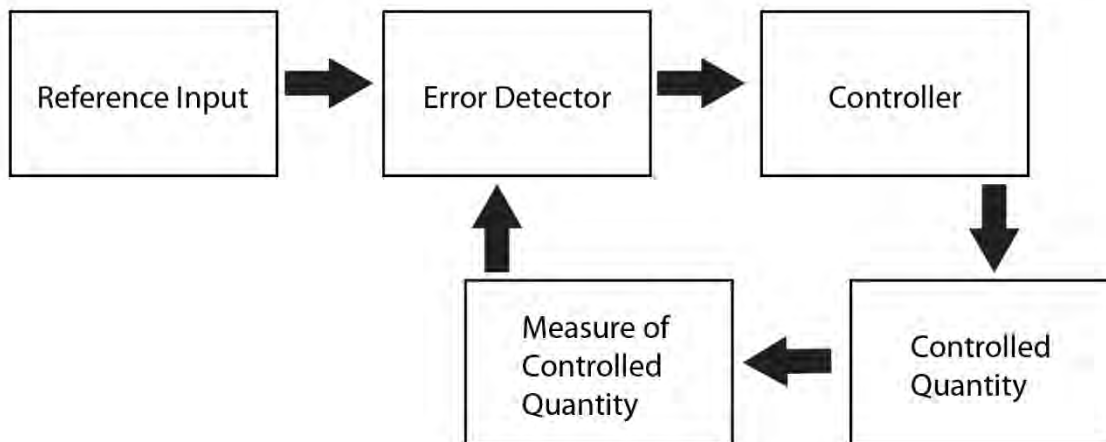 Reference Input
Error Detector
Controller
Measure of
Controlled
Quantity
Controlled
Quantity